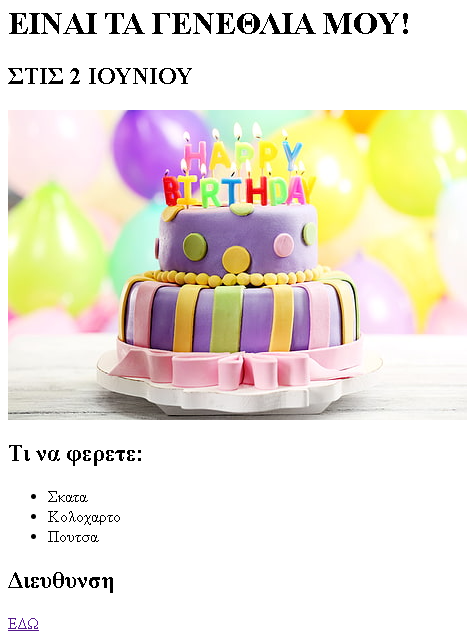 ΕΙΝΑΙ ΤΑ ΓΕΝΕΘΛΙΑ ΜΟΥ!
ΣΤΙΣ 2 ΙΟΥΝΙΟΥ
HAPPY
BIRTHDAY
Τι να φερετε:
Σκατα
Κολοχαρτο
Πουτσα
Διευθυνση
ΕΔΩ